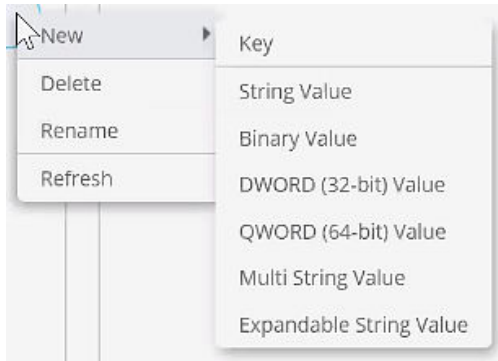 New
Delete
Rename
Refresh
Key
String Value
Binary Value
DWORD (32-bit) Value
QWORD (64-bit) Value
Multi String Value
Expandable String Value